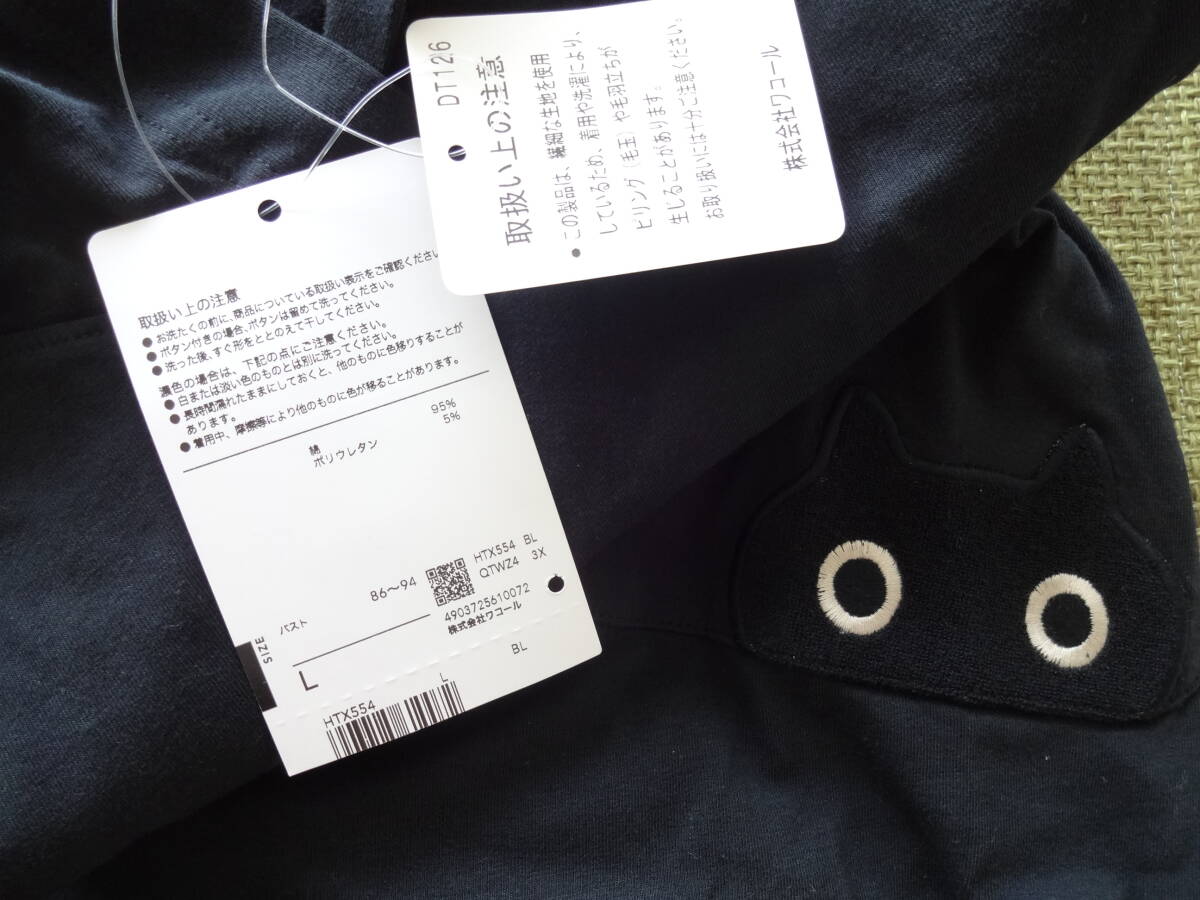 DT126
取扱い上の注意
●この製品は、繊細な生地を使用
しているため、着用や洗濯により、
ピリング（毛玉）や毛羽立ちが
生じることがあります。
お取り扱いには十分ご注意ください。
株式会社ワコール
取扱い上の注意
●お洗たくの前に、商品についている取扱い表示をご確認ください
●ボタン付きの場合、ボタンは留めて洗ってください。
●洗った後、すぐ形をととのえて干してください。
濃色の場合は、下記の点にご注意ください。
●白または淡い色のものとは別に洗ってください。
●長時間濡れたままにしておくと、他のものに色移りすることが
あります。
●着用中、摩擦等により他のものに色が移ることがあります。
綿 95%
ポリウレタン 5%
HTX554 BL
QTWZ4 3X
86〜94
4903725610072
株式会社ワコール
SIZE
バスト
L
BL
HTX554 L